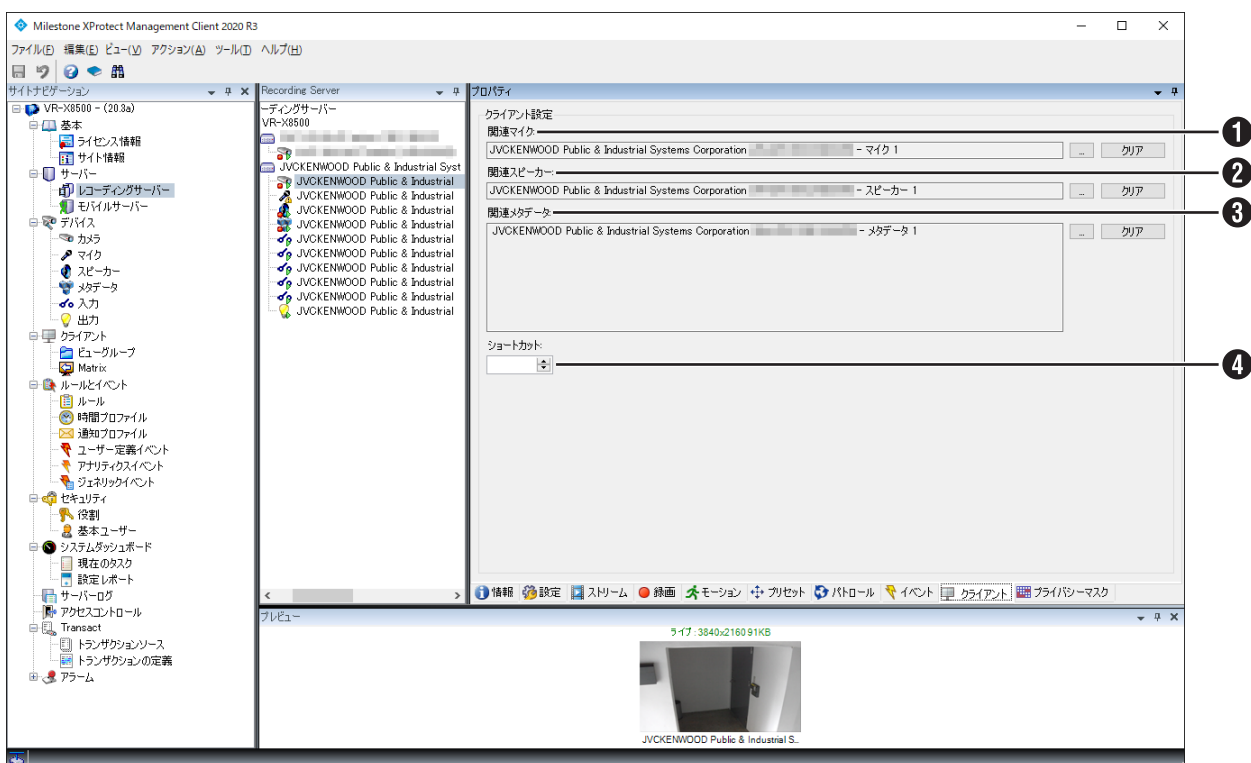 Milestone XProtect Management Client 2020 R3
ファイル(F) 編集(E) ビュー(V) アクション(A) ツール(T) ヘルプ(H)
サイトナビゲーション
VR-X8500 - (20.3a)
基本
ライセンス情報
サイト情報
サーバー
レコーディングサーバー
モバイルサーバー
デバイス
カメラ
マイク
スピーカー
メタデータ
入力
出力
クライアント
ビューグループ
Matrix
ルールとイベント
ルール
時間プロファイル
通知プロファイル
ユーザー定義イベント
アナリティクスイベント
ジェネリックイベント
セキュリティ
役割
基本ユーザー
システムダッシュボード
現在のタスク
設定レポート
サーバーログ
アクセスコントロール
Transact
トランザクションソース
トランザクションの定義
アラーム
Recording Server
ーディングサーバー
VR-X8500
JVCKENWOOD Public & Industrial Syst
JVCKENWOOD Public & Industrial
JVCKENWOOD Public & Industrial
JVCKENWOOD Public & Industrial
JVCKENWOOD Public & Industrial
JVCKENWOOD Public & Industrial
JVCKENWOOD Public & Industrial
JVCKENWOOD Public & Industrial
JVCKENWOOD Public & Industrial
JVCKENWOOD Public & Industrial
JVCKENWOOD Public & Industrial
プロパティ
クライアント設定
関連マイク:
JVCKENWOOD Public & Industrial Systems Corporation - マイク 1 ... クリア
1
関連スピーカー:
JVCKENWOOD Public & Industrial Systems Corporation - スピーカー 1 ... クリア
2
関連メタデータ:
JVCKENWOOD Public & Industrial Systems Corporation - メタデータ 1 ... クリア
3
ショートカット:
4
情報 設定 ストリーム 録画 モーション プリセット パトロール イベント クライアント プライバシーマスク
プレビュー
ライブ: 3840x2160 91KB
JVCKENWOOD Public & Industrial S...